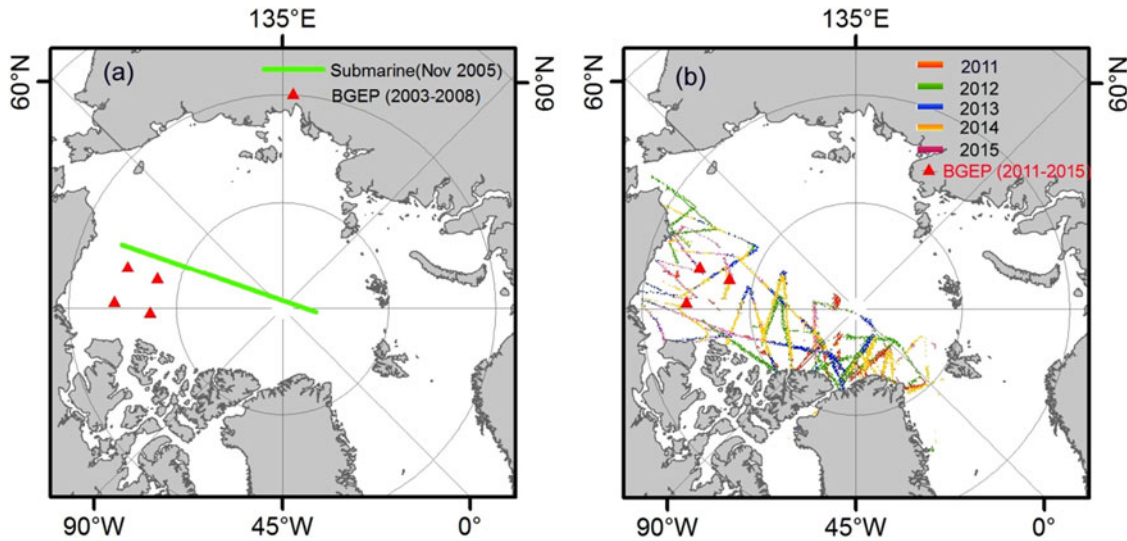 135°E
(a)
Submarine(Nov 2005)
BGEP (2003-2008)
60°N
60°N
90°W
45°W
0°
135°E
(b)
2011
2012
2013
2014
2015
BGEP (2011-2015)
60°N
60°N
90°W
45°W
0°